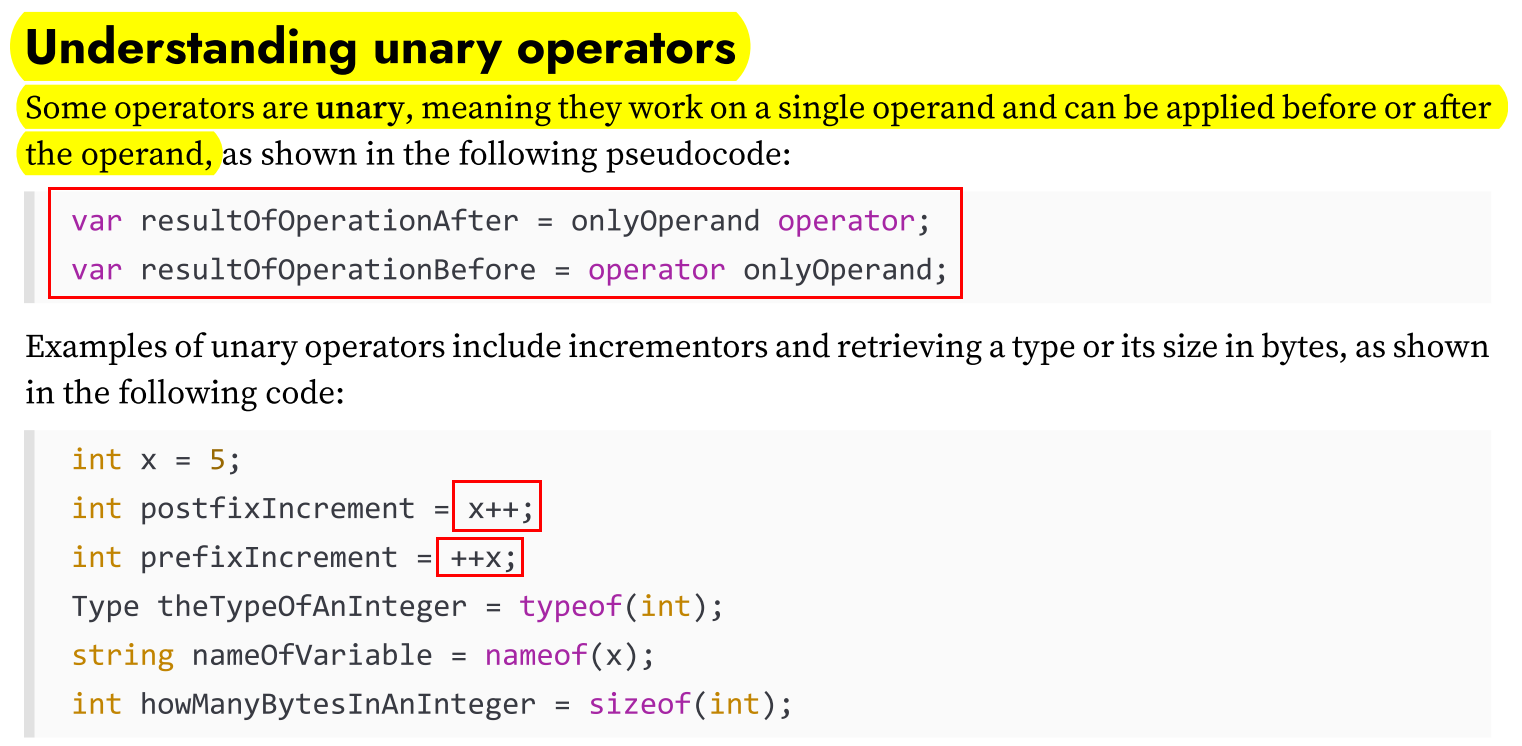 Understanding unary operators
Some operators are unary, meaning they work on a single operand and can be applied before or after
the operand, as shown in the following pseudocode:
var resultOfOperationAfter = onlyOperand operator;
var resultOfOperationBefore = operator onlyOperand;
Examples of unary operators include incrementors and retrieving a type or its size in bytes, as shown
in the following code:
int x = 5;
int postfixIncrement = x++;
int prefixIncrement = ++x;
Type theTypeOfAnInteger = typeof(int);
string nameOfVariable = nameof(x);
int howManyBytesInAnInteger = sizeof(int);